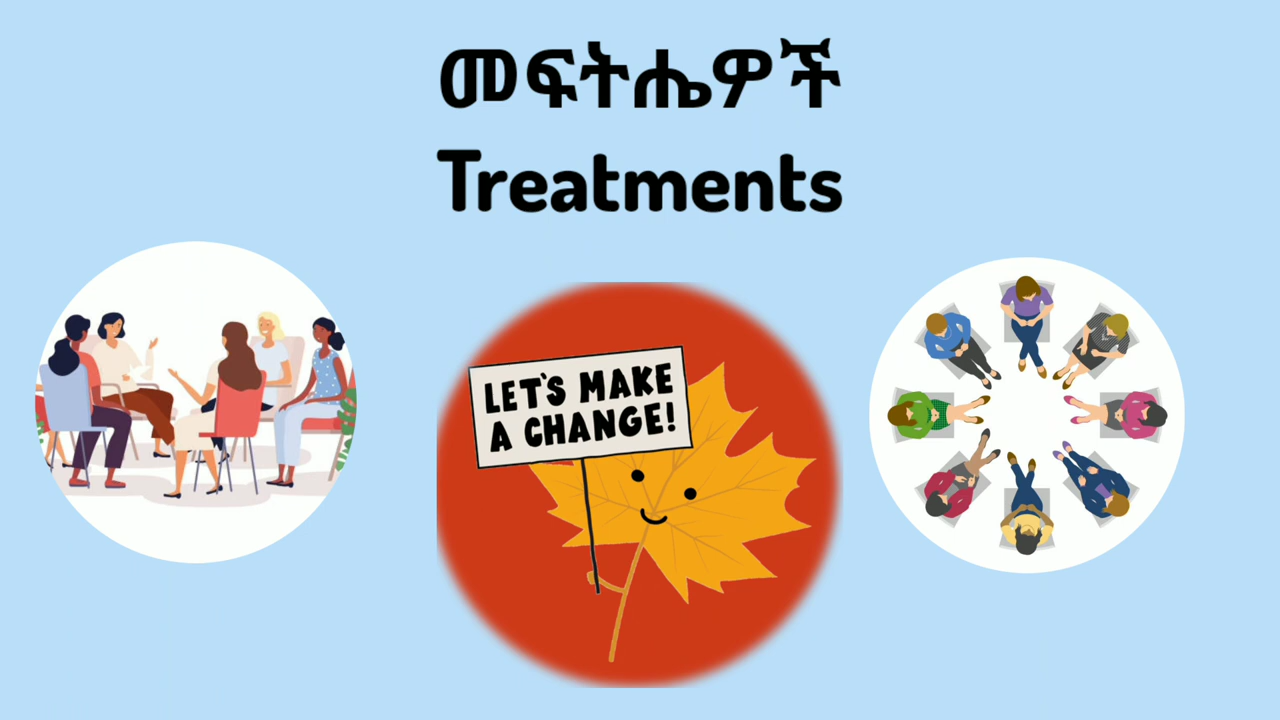 መፍትሔዎች
Treatments
LET'S MAKE
A CHANGE!